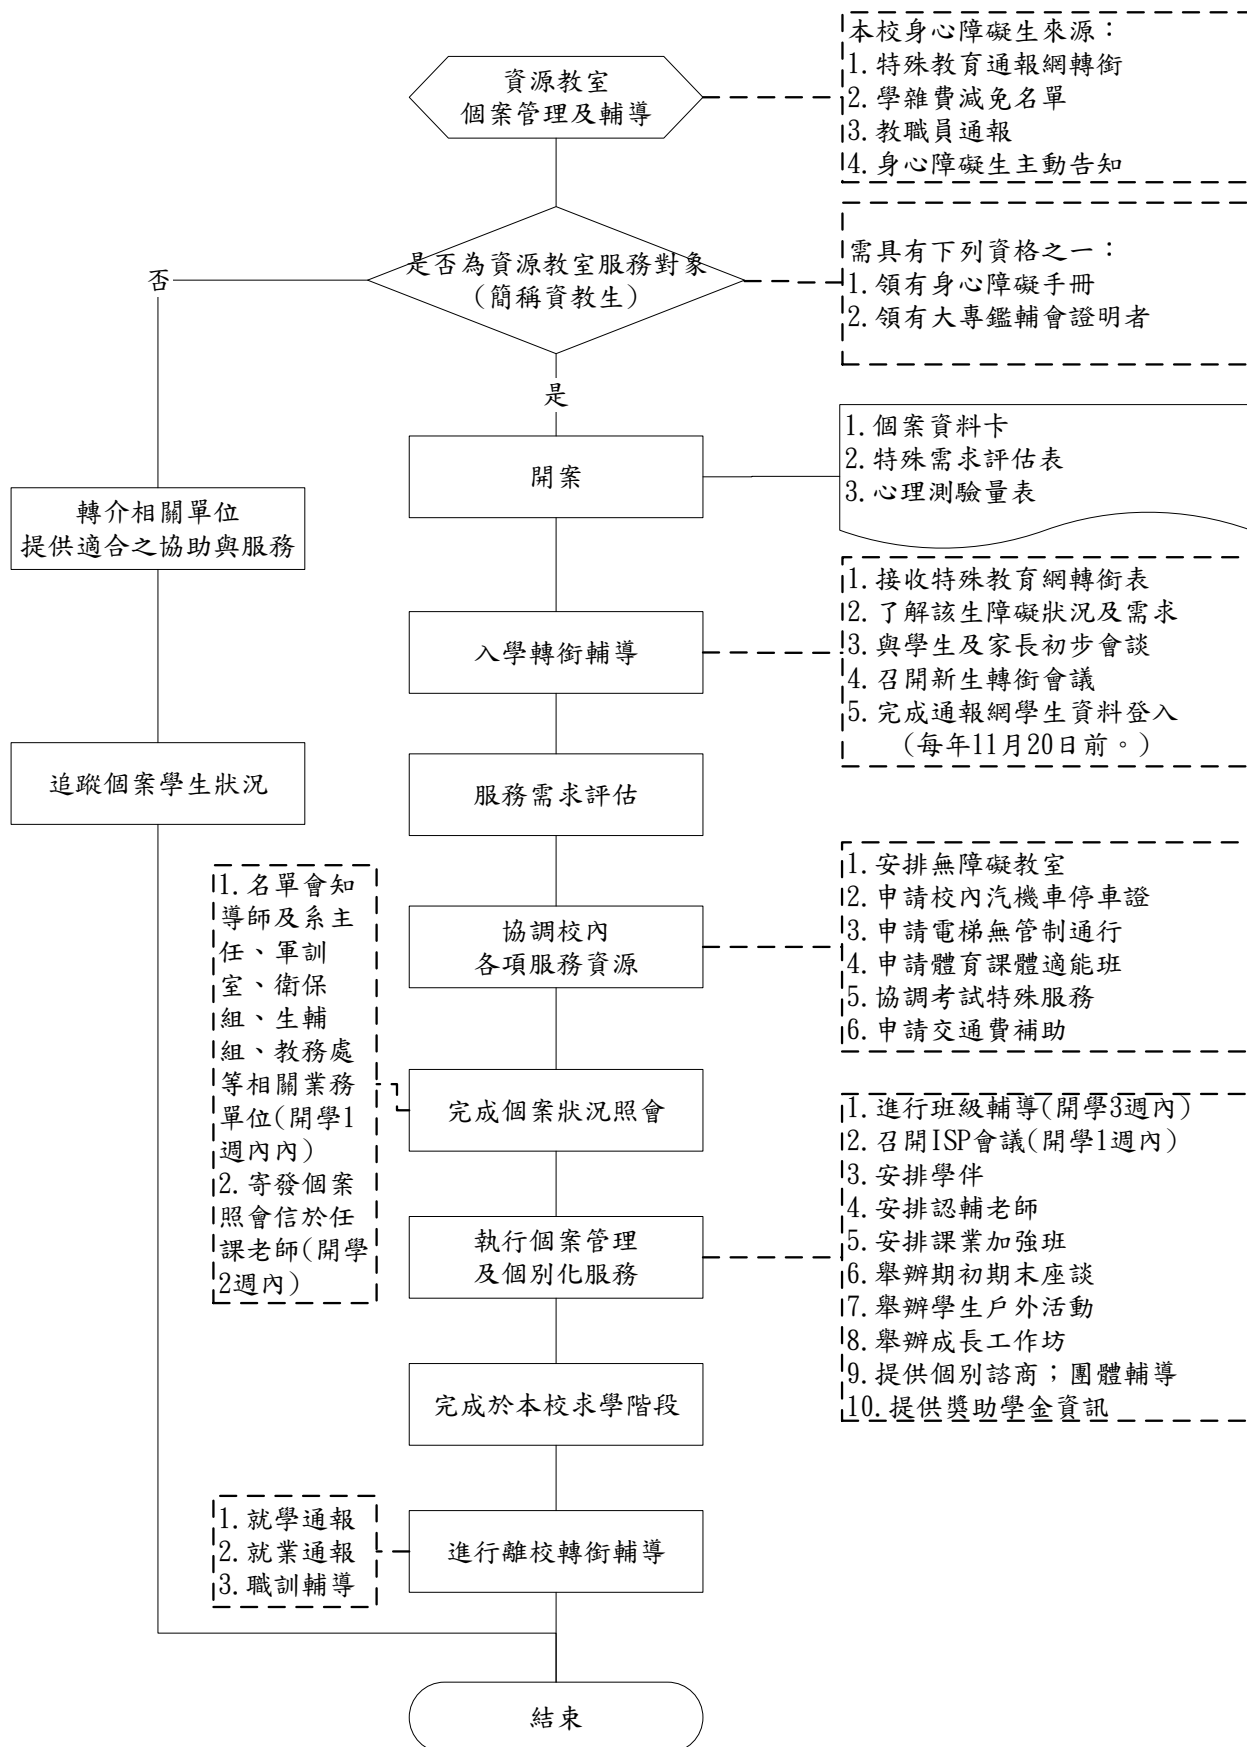 本校身心障礙生來源：
1.特殊教育通報網轉銜
2.學雜費減免名單
3.教職員通報
4.身心障礙生主動告知
資源教室
個案管理及輔導
需具有下列資格之一：
1.領有身心障礙手冊
2.領有大專鑑輔會證明者
是否為資源教室服務對象
（簡稱資教生）
否
是
1.個案資料卡
2.特殊需求評估表
3.心理測驗量表
開案
轉介相關單位
提供適合之協助與服務
1.接收特殊教育網轉銜表
2.了解該生障礙狀況及需求
3.與學生及家長初步會談
4.召開新生轉銜會議
5.完成通報網學生資料登入
（每年11月20日前。）
入學轉銜輔導
追蹤個案學生狀況
服務需求評估
1.安排無障礙教室
2.申請校內汽機車停車證
3.申請電梯無管制通行
4.申請體育課體適能班
5.協調考試特殊服務
6.申請交通費補助
協調校內
各項服務資源
1.名單會知
導師及系主
任、軍訓
室、衛保
組、生輔
組、教務處
等相關業務
單位(開學1
週內內)
2.寄發個案
照會信於任
課老師(開學
2週內)
完成個案狀況照會
1.進行班級輔導(開學3週內)
2.召開ISP會議(開學1週內)
3.安排學伴
4.安排認輔老師
5.安排課業加強班
6.舉辦期初期末座談
7.舉辦學生戶外活動
8.舉辦成長工作坊
9.提供個別諮商；團體輔導
10.提供獎助學金資訊
執行個案管理
及個別化服務
完成於本校求學階段
1.就學通報
2.就業通報
3.職訓輔導
進行離校轉銜輔導
結束